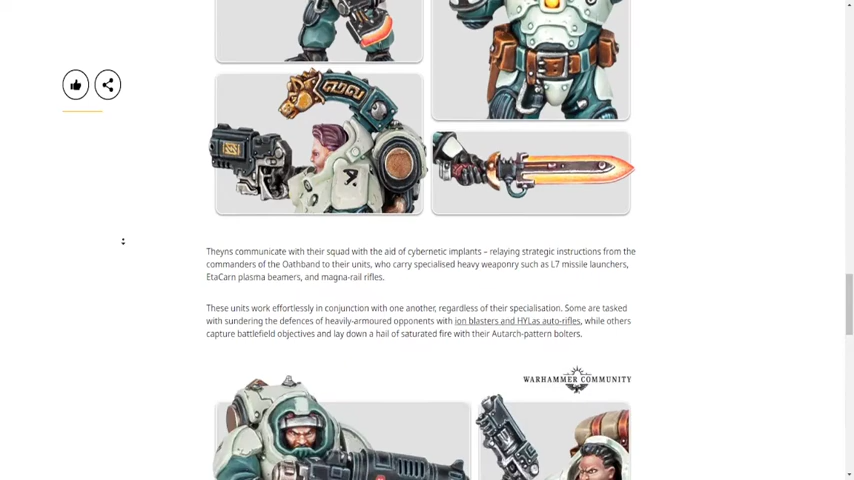 Theyns communicate with their squad with the aid of cybernetic implants – relaying strategic instructions from the
commanders of the Oathband to their units, who carry specialised heavy weaponry such as L7 missile launchers,
EtaCarn plasma beamers, and magna-rail rifles.
These units work effortlessly in conjunction with one another, regardless of their specialisation. Some are tasked
with sundering the defences of heavily-armoured opponents with ion blasters and HYLas auto-rifles, while others
capture battlefield objectives and lay down a hail of saturated fire with their Autarch-pattern bolters.
WARHAMMER COMMUNITY